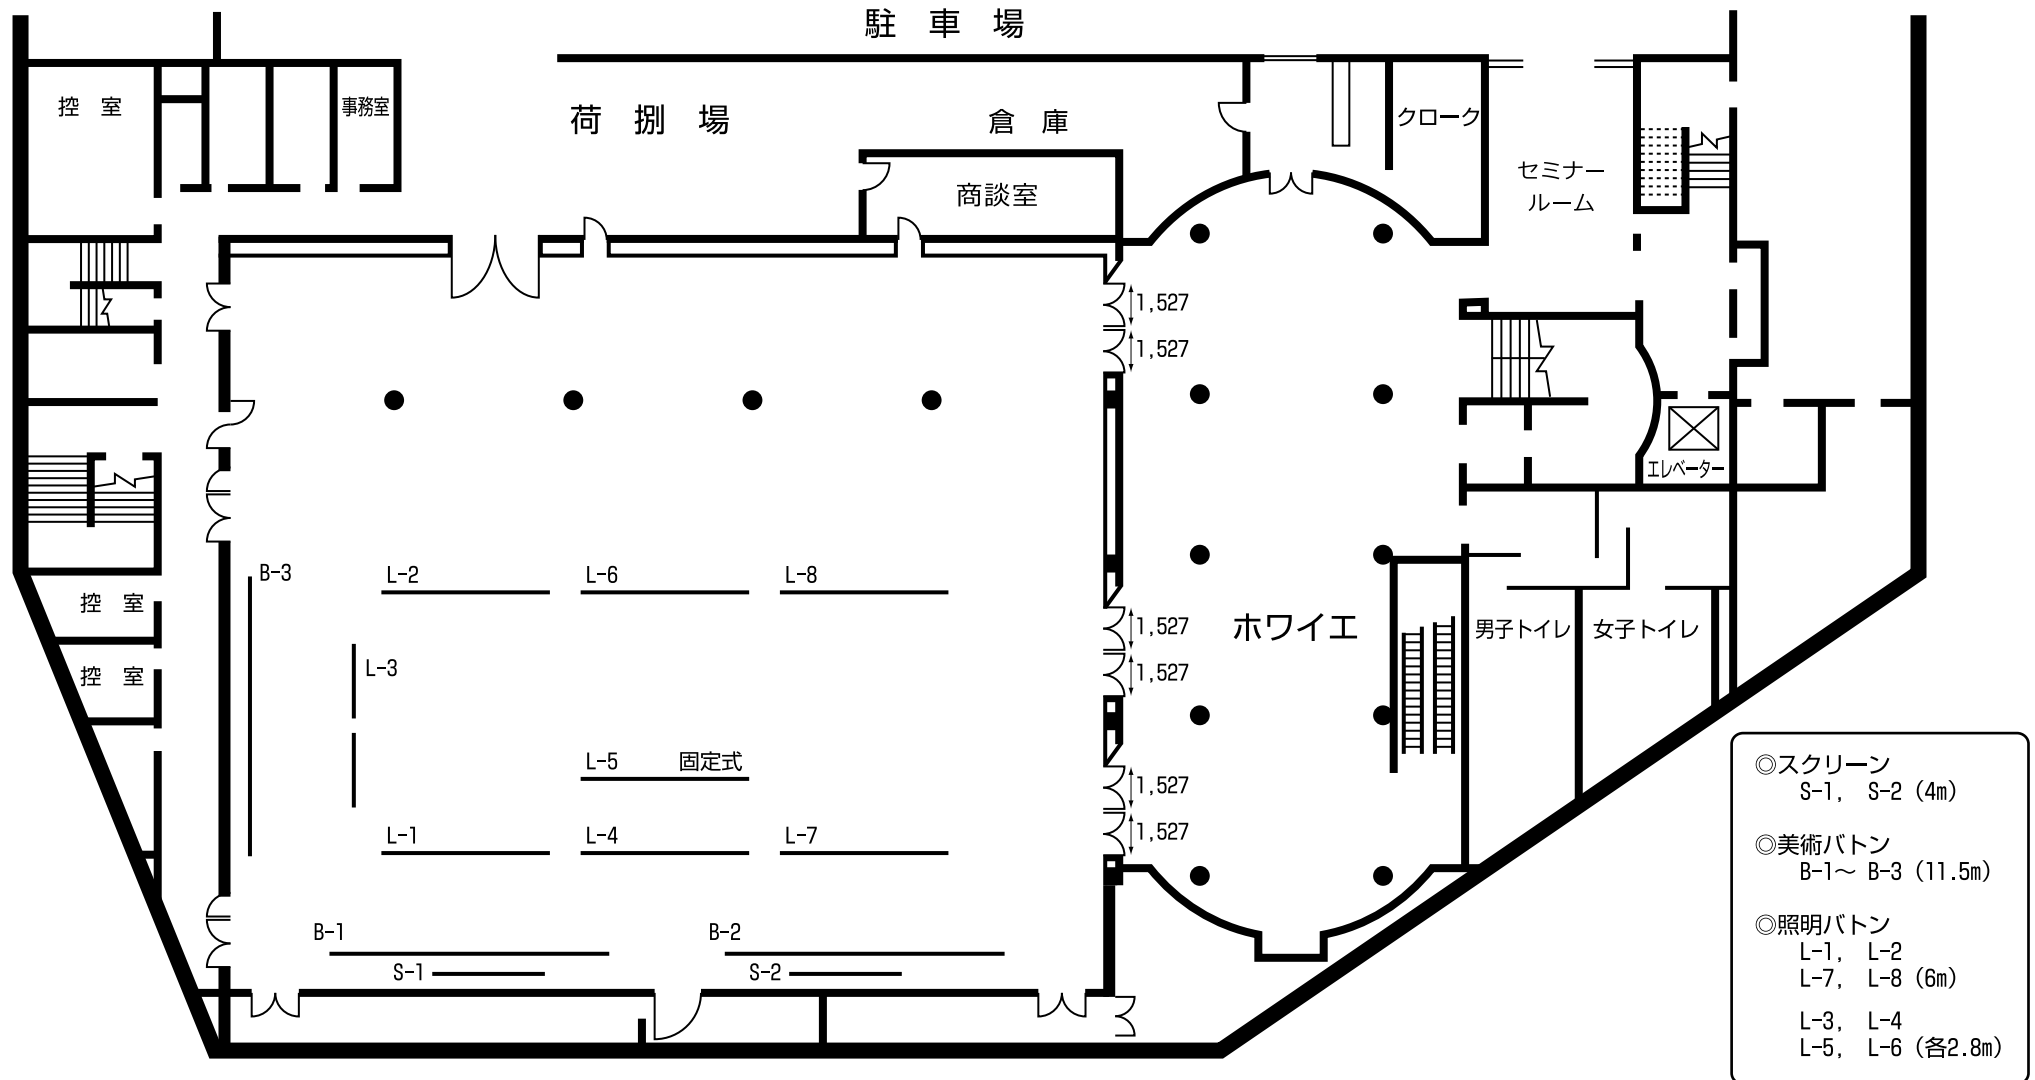 駐 車 場
控 室
事務室
荷 捌 場
倉 庫
クローク
商談室
セミナー
ルーム
1,527
1,527
エレベーター
B-3
L-2
L-6
L-8
控 室
1,527
ホワイエ
男子トイレ
女子トイレ
L-3
控 室
1,527
L-5
固定式
1,527
L-1
L-4
L-7
1,527
B-1
B-2
S-1
S-2
◎スクリーン
S-1, S-2 (4m)
◎美術バトン
B-1～ B-3 (11.5m)
◎照明バトン
L-1, L-2
L-7, L-8 (6m)
L-3, L-4
L-5, L-6 (各2.8m)